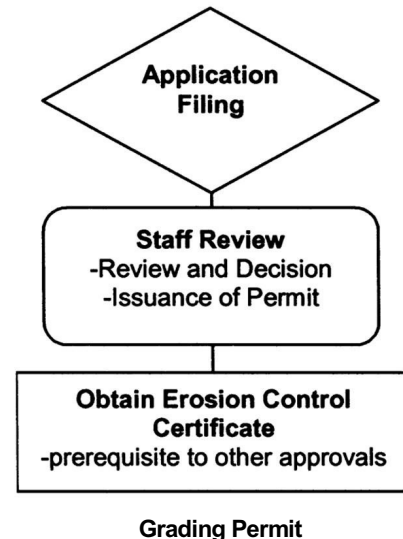 Application
Filing
Staff Review
-Review and Decision
-Issuance of Permit
Obtain Erosion Control
Certificate
-prerequisite to other approvals
Grading Permit